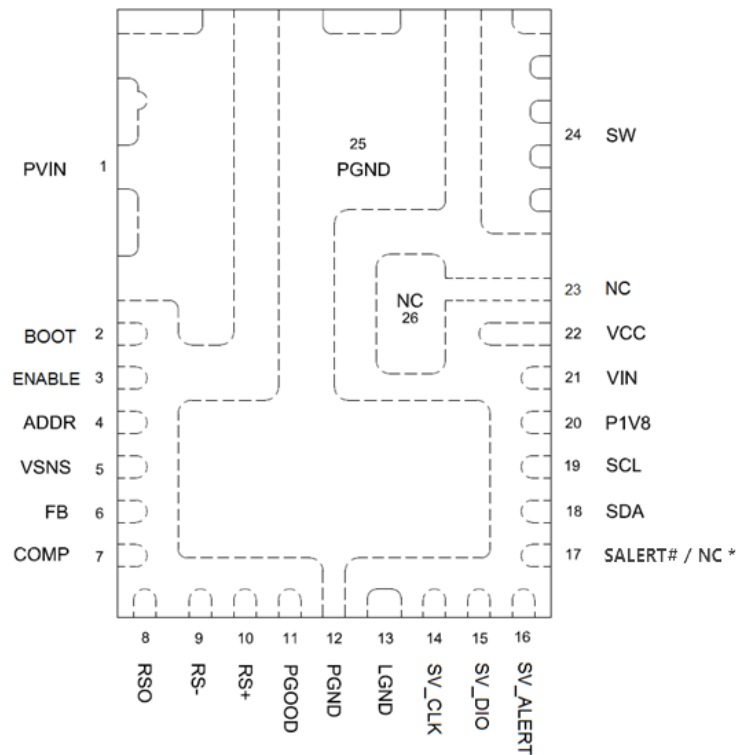 25
PGND
24 SW
PVIN 1
23 NC
NC
26
BOOT 2
22 VCC
ENABLE 3
21 VIN
ADDR 4
20 P1V8
VSNS 5
19 SCL
FB 6
18 SDA
COMP 7
17 SALERT# / NC *
8 9 10 11 12 13 14 15 16
RSO
RS-
RS+
PGOOD
PGND
LGND
SV_CLK
SV_DIO
SV_ALERT